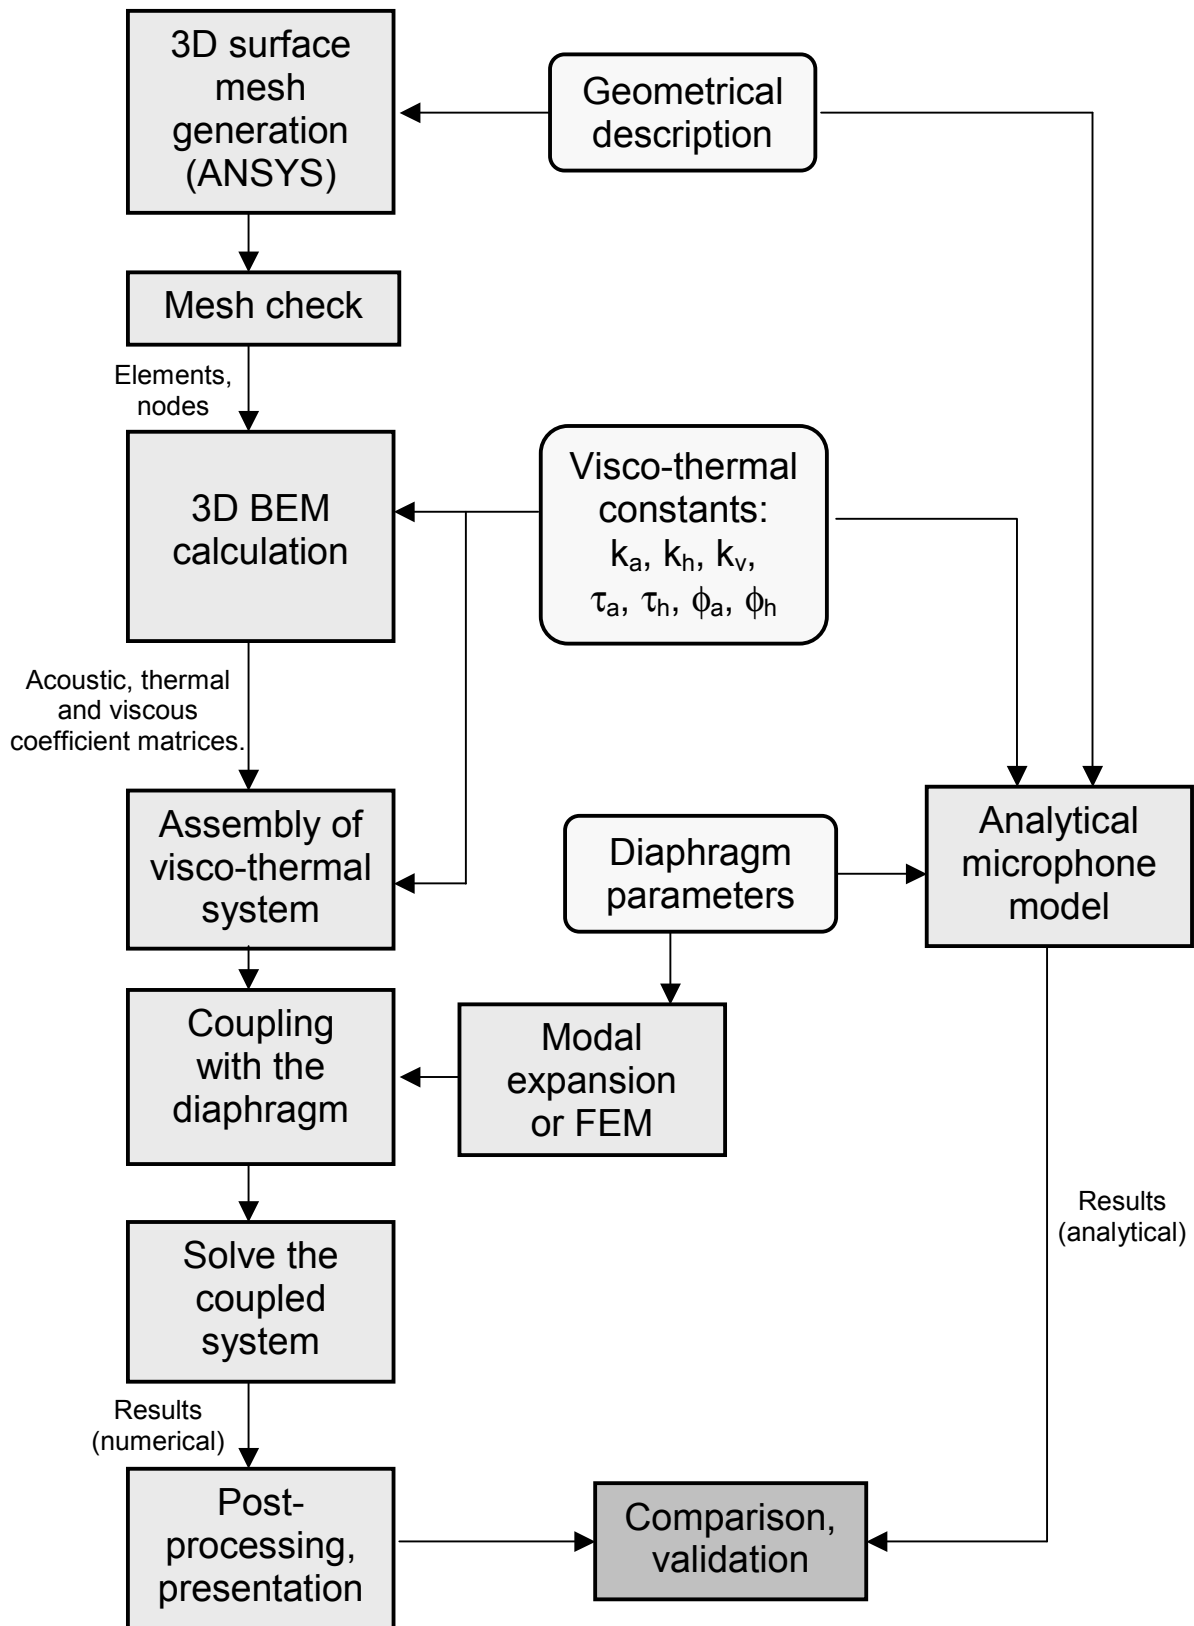 3D surface
mesh
generation
(ANSYS)
Geometrical
description
Mesh check
Elements,
nodes
3D BEM
calculation
Visco-thermal
constants:
kₐ, kₕ, kᵥ,
τₐ, τₕ, ϕₐ, ϕₕ
Acoustic, thermal
and viscous
coefficient matrices.
Assembly of
visco-thermal
system
Diaphragm
parameters
Analytical
microphone
model
Coupling
with the
diaphragm
Modal
expansion
or FEM
Results
(analytical)
Solve the
coupled
system
Results
(numerical)
Post-
processing,
presentation
Comparison,
validation